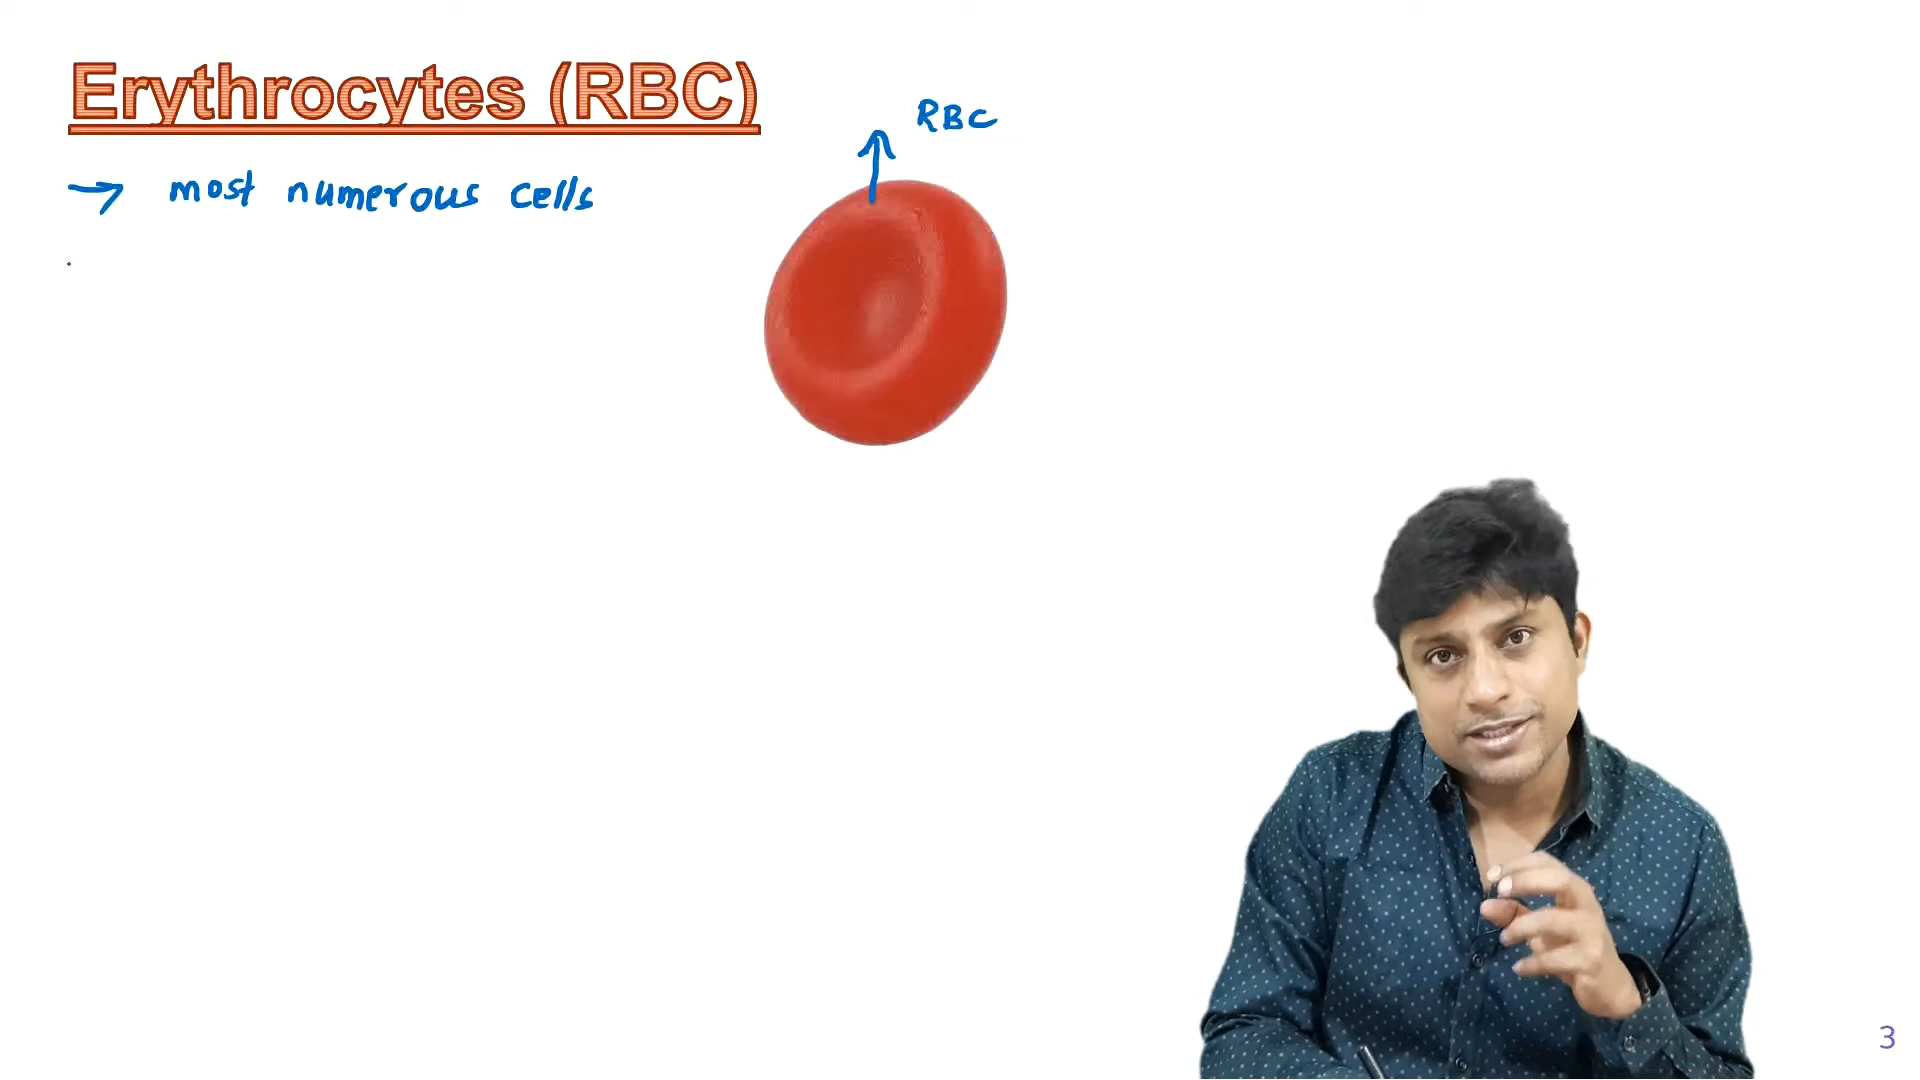 Erythrocytes (RBC)
RBC
→ most numerous cells
3